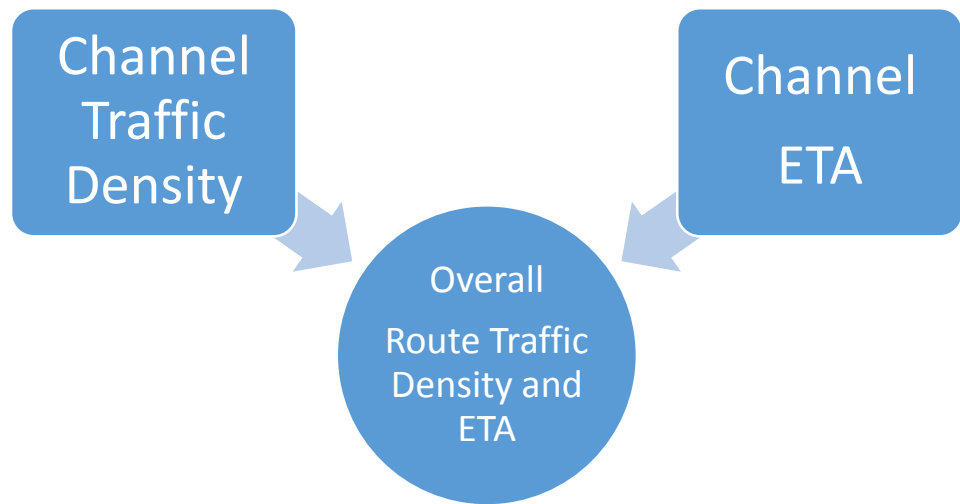 Channel
Traffic
Density
Channel
ETA
Overall
Route Traffic
Density and
ETA